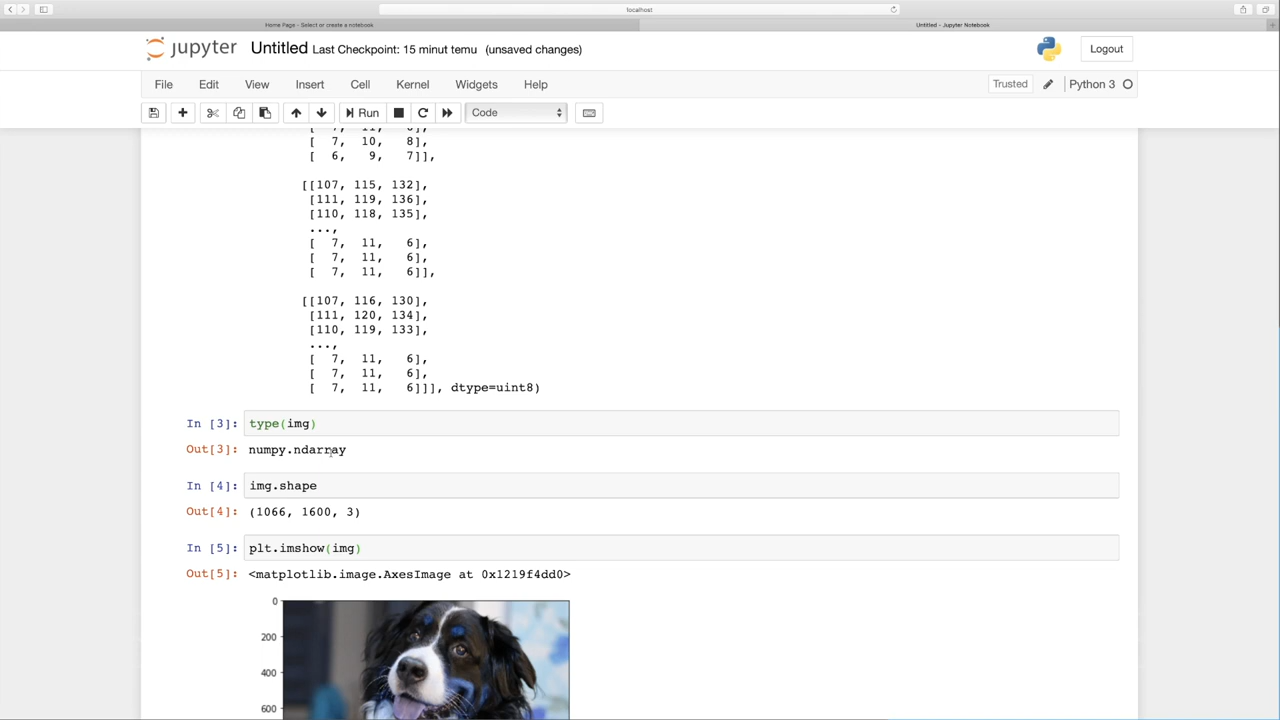 localhost
Home Page - Select or create a notebook
Untitled - Jupyter Notebook
jupyter Untitled Last Checkpoint: 15 minut temu (unsaved changes)
Logout
File Edit View Insert Cell Kernel Widgets Help
Trusted Python 3
Run Code
[ 7, 10, 8],
[ 6, 9, 7]],
[[107, 115, 132],
[111, 119, 136],
[110, 118, 135],
...,
[ 7, 11, 6],
[ 7, 11, 6],
[ 7, 11, 6]],
[[107, 116, 130],
[111, 120, 134],
[110, 119, 133],
...,
[ 7, 11, 6],
[ 7, 11, 6],
[ 7, 11, 6]]], dtype=uint8)
In [3]: type(img)
Out[3]: numpy.ndarray
In [4]: img.shape
Out[4]: (1066, 1600, 3)
In [5]: plt.imshow(img)
Out[5]: <matplotlib.image.AxesImage at 0x1219f4dd0>
0
200
400
600